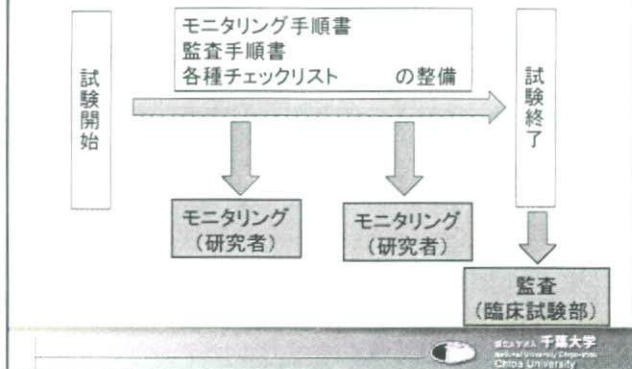 モニタリング手順書
監査手順書
各種チェックリスト　　の整備
試験開始
試験終了
モニタリング
(研究者)
モニタリング
(研究者)
監査
(臨床試験部)
千葉大学
Chiba University